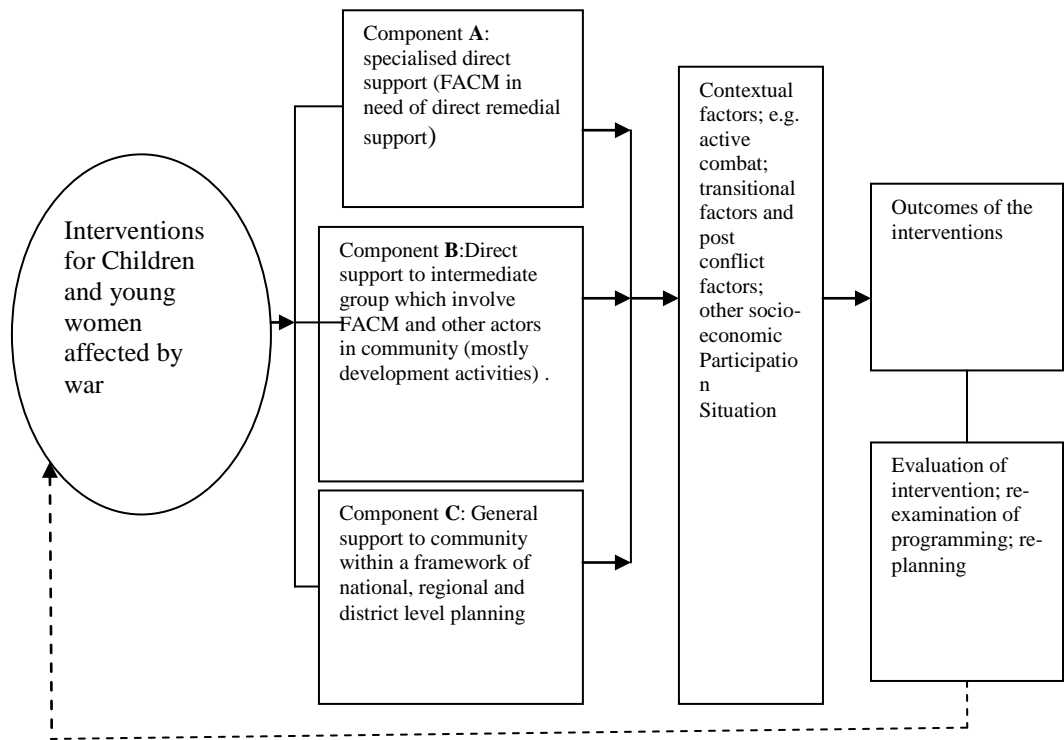 Interventions
for Children
and young
women
affected by
war
Component A:
specialised direct
support (FACM in
need of direct remedial
support)
Component B:Direct
support to intermediate
group which involve
FACM and other actors
in community (mostly
development activities) .
Component C: General
support to community
within a framework of
national, regional and
district level planning
Contextual
factors; e.g.
active
combat;
transitional
factors and
post
conflict
factors;
other socio-
economic
Participatio
n
Situation
Outcomes of the
interventions
Evaluation of
intervention; re-
examination of
programming; re-
planning